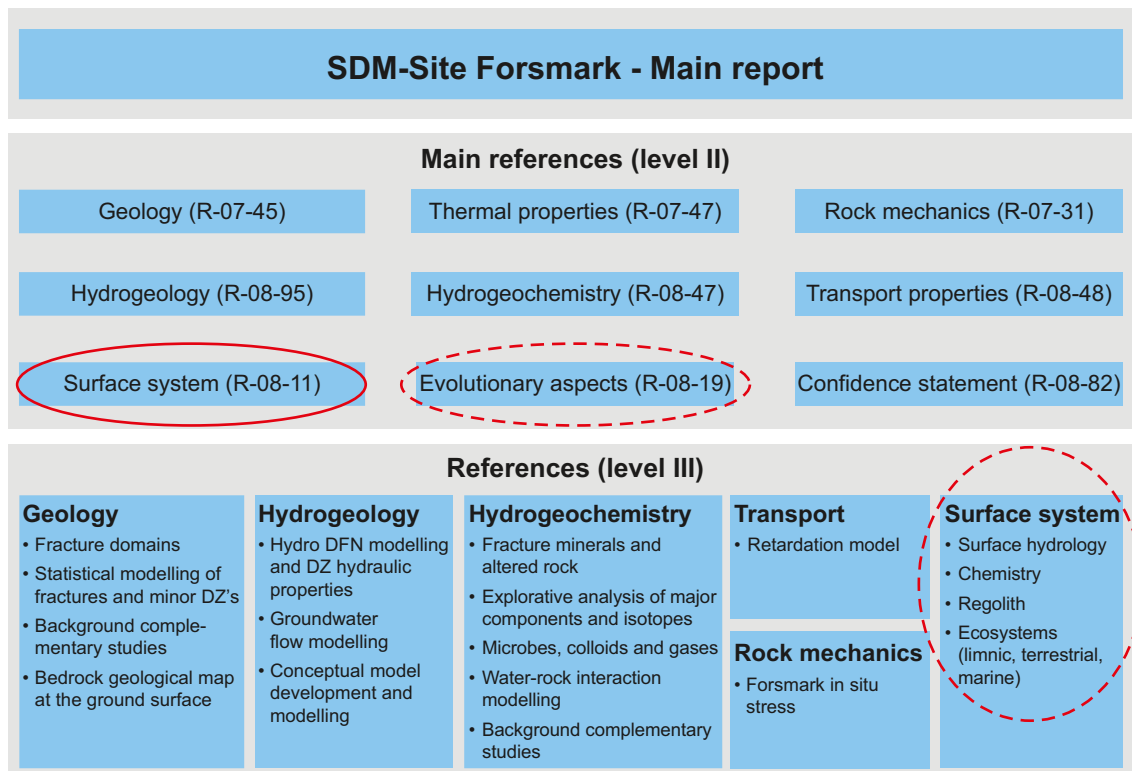 SDM-Site Forsmark - Main report
Main references (level II)
Geology (R-07-45)
Thermal properties (R-07-47)
Rock mechanics (R-07-31)
Hydrogeology (R-08-95)
Hydrogeochemistry (R-08-47)
Transport properties (R-08-48)
Surface system (R-08-11)
Evolutionary aspects (R-08-19)
Confidence statement (R-08-82)
References (level III)
Geology
• Fracture domains
• Statistical modelling of
fractures and minor DZ's
• Background comple-
mentary studies
• Bedrock geological map
at the ground surface
Hydrogeology
• Hydro DFN modelling
and DZ hydraulic
properties
• Groundwater
flow modelling
• Conceptual model
development and
modelling
Hydrogeochemistry
• Fracture minerals and
altered rock
• Explorative analysis of major
components and isotopes
• Microbes, colloids and gases
• Water-rock interaction
modelling
• Background complementary
studies
Transport
• Retardation model
Rock mechanics
• Forsmark in situ
stress
Surface system
• Surface hydrology
• Chemistry
• Regolith
• Ecosystems
(limnic, terrestrial,
marine)